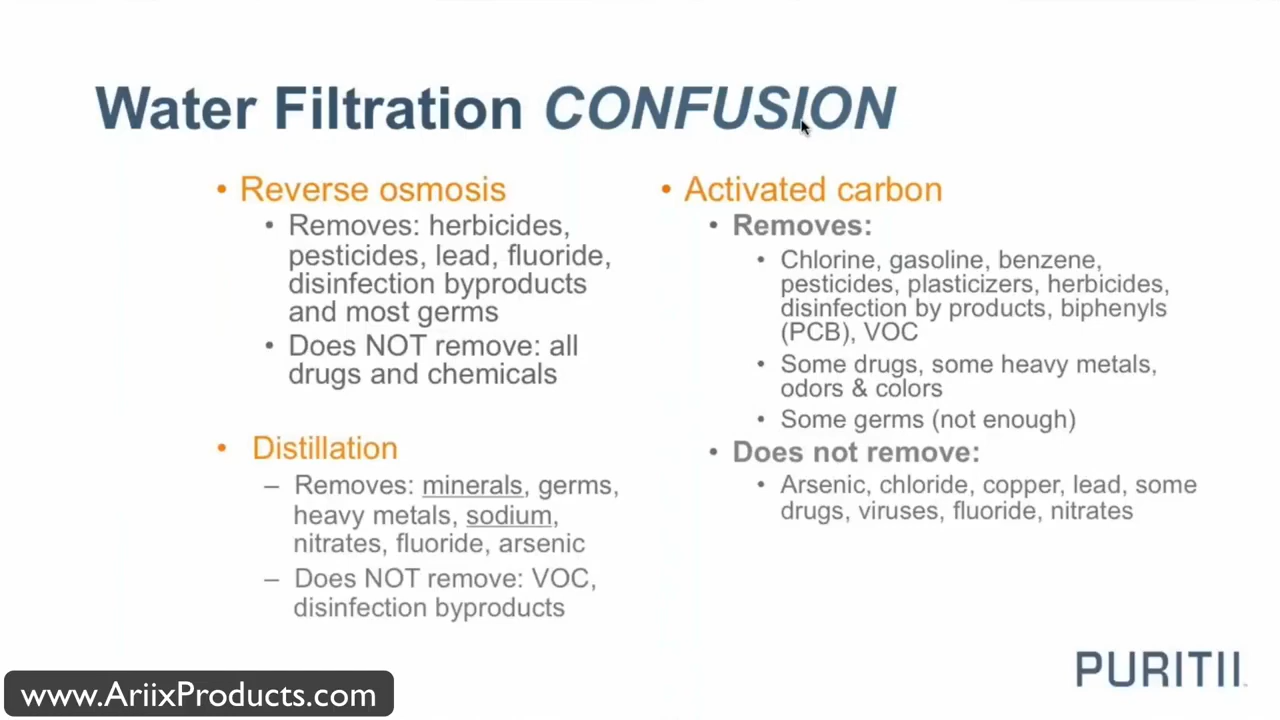 Water Filtration CONFUSION
• Reverse osmosis
• Removes: herbicides,
pesticides, lead, fluoride,
disinfection byproducts
and most germs
• Does NOT remove: all
drugs and chemicals
• Distillation
– Removes: minerals, germs,
heavy metals, sodium,
nitrates, fluoride, arsenic
– Does NOT remove: VOC,
disinfection byproducts
• Activated carbon
• Removes:
• Chlorine, gasoline, benzene,
pesticides, plasticizers, herbicides,
disinfection by products, biphenyls
(PCB), VOC
• Some drugs, some heavy metals,
odors & colors
• Some germs (not enough)
• Does not remove:
• Arsenic, chloride, copper, lead, some
drugs, viruses, fluoride, nitrates
PURITII
www.AriixProducts.com